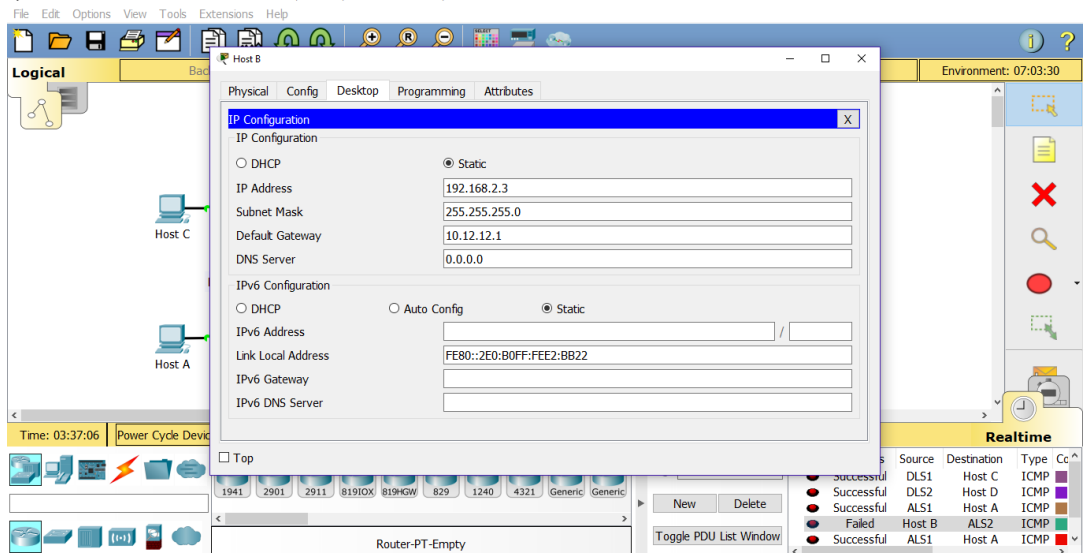 File Edit Options View Tools Extensions Help
Host B
Logical
Bac
Environment: 07:03:30
Physical Config Desktop Programming Attributes
IP Configuration X
IP Configuration
DHCP Static
IP Address 192.168.2.3
Subnet Mask 255.255.255.0
Default Gateway 10.12.12.1
DNS Server 0.0.0.0
IPv6 Configuration
DHCP Auto Config Static
IPv6 Address /
Link Local Address FE80::2E0:B0FF:FEE2:BB22
IPv6 Gateway
IPv6 DNS Server
Top
Host C
Host A
Time: 03:37:06 Power Cycle Devic
Realtime
s Source Destination Type Co
Successful DLS1 Host C ICMP
Successful DLS2 Host D ICMP
Successful ALS1 Host A ICMP
Failed Host B ALS2 ICMP
Successful ALS1 Host A ICMP
1941 2901 2911 819IOX 819HGW 829 1240 4321 Generic Generic
New Delete
Toggle PDU List Window
Router-PT-Empty